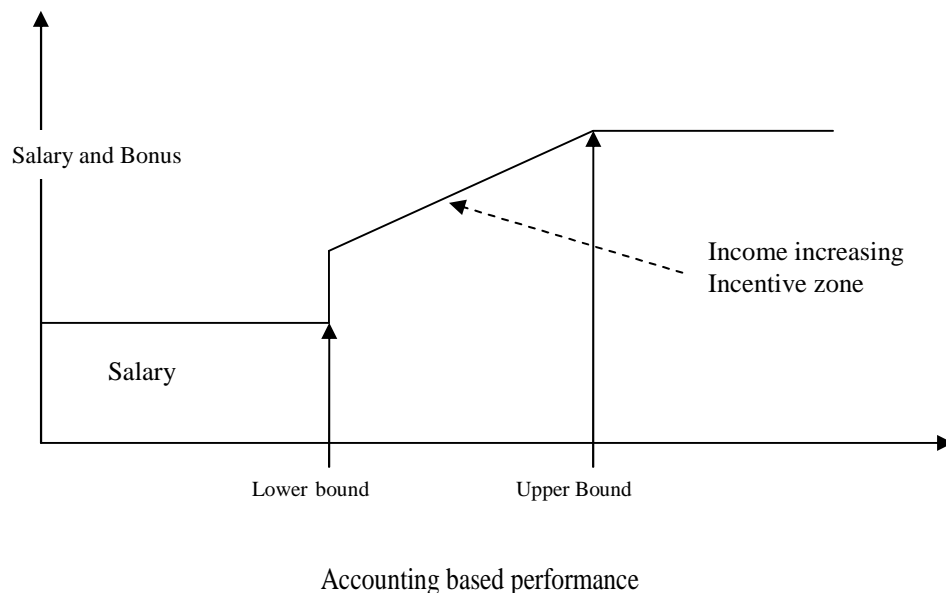 Salary and Bonus
Income increasing
Incentive zone
Salary
Lower bound
Upper Bound
Accounting based performance